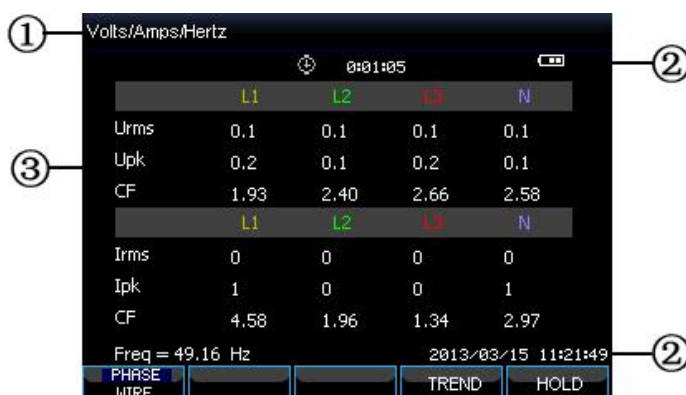 ① Volts/Amps/Hertz
0:01:05 ②
L1 L2 L3 N
Urms 0.1 0.1 0.1 0.1
③ Upk 0.2 0.1 0.2 0.1
CF 1.93 2.40 2.66 2.58
L1 L2 L3 N
Irms 0 0 0 0
Ipk 1 0 0 1
CF 4.58 1.96 1.34 2.97
Freq = 49.16 Hz 2013/03/15 11:21:49 ②
PHASE TREND HOLD
WIRE